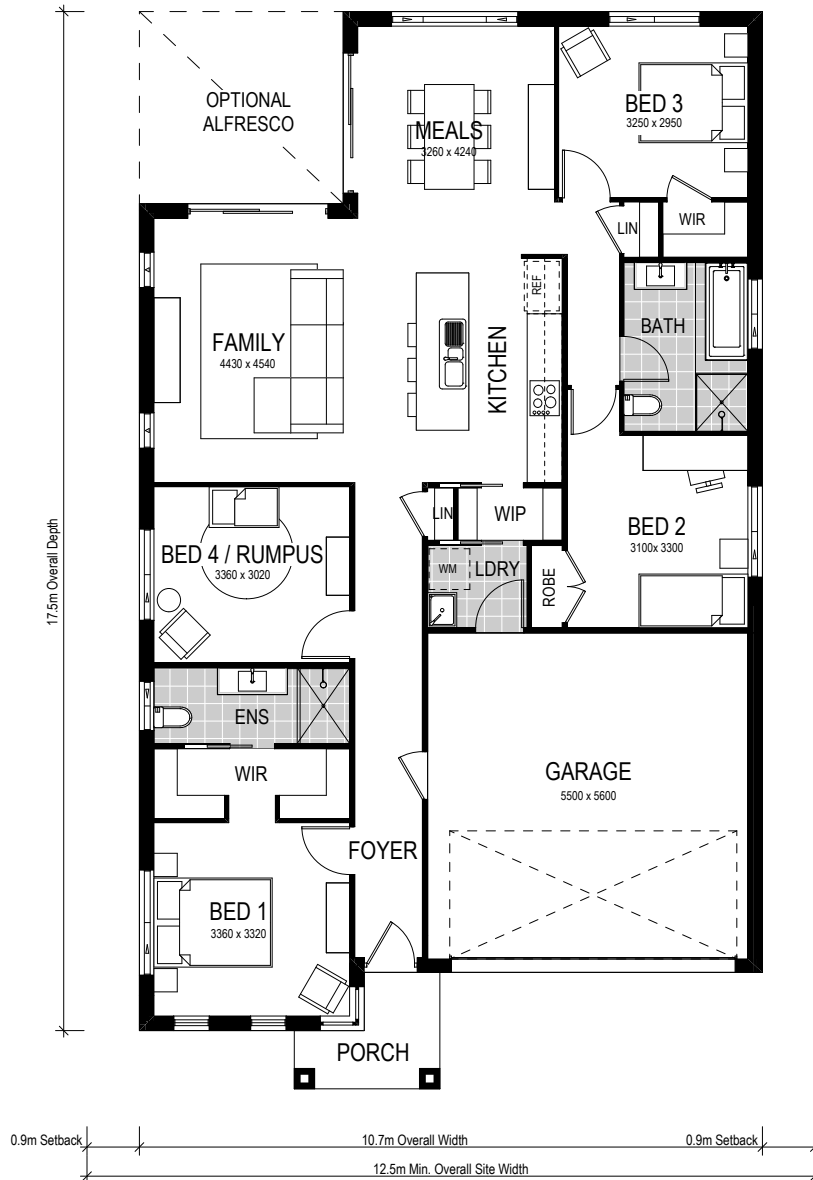 OPTIONAL
ALFRESCO
MEALS
3260 x 4240
BED 3
3250 x 2950
LIN
WIR
REF
BATH
FAMILY
4430 x 4540
KITCHEN
LIN
WIP
BED 2
3100x 3300
BED 4 / RUMPUS
3360 x 3020
WM
LDRY
ROBE
17.5m Overall Depth
ENS
WIR
GARAGE
5500 x 5600
FOYER
BED 1
3360 x 3320
PORCH
0.9m Setback
10.7m Overall Width
0.9m Setback
12.5m Min. Overall Site Width